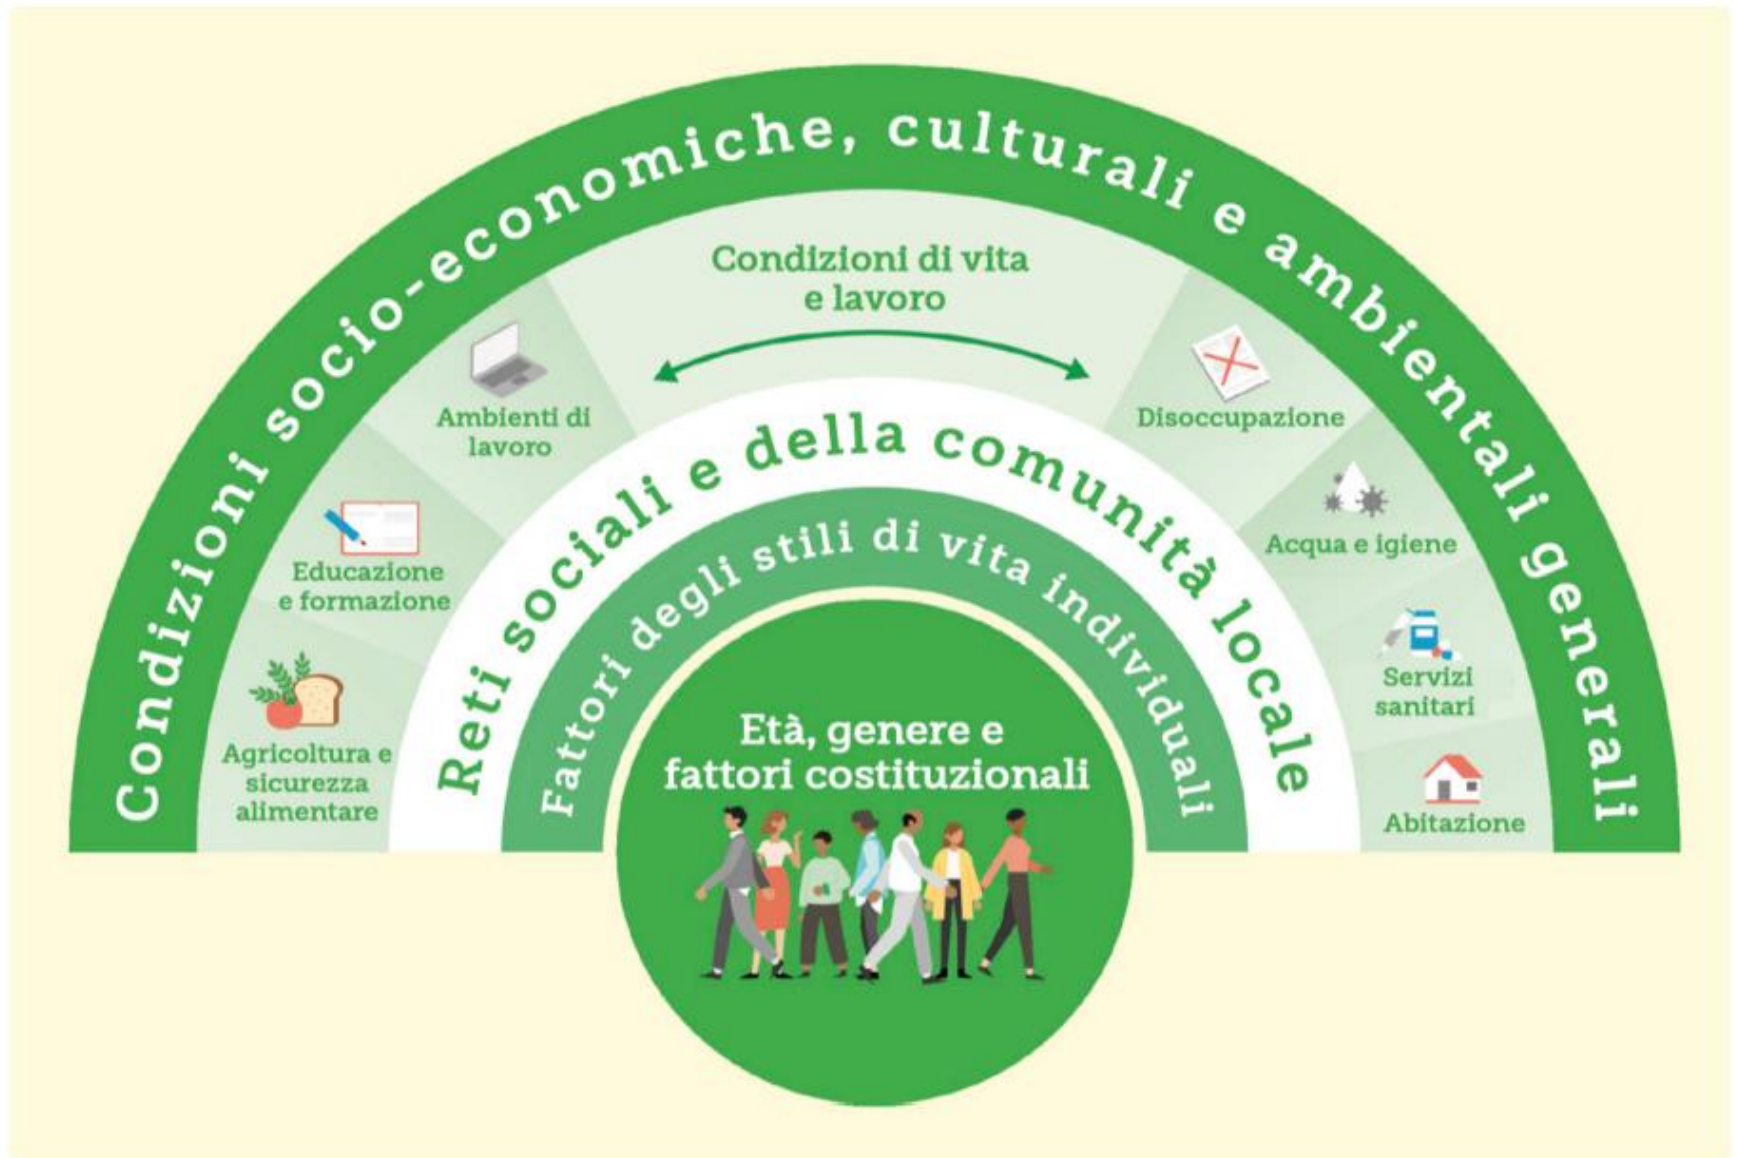 Condizioni socio-economiche, culturali e ambientali generali
Condizioni di vita
e lavoro
Ambienti di
lavoro
Disoccupazione
Educazione
e formazione
Acqua e igiene
Agricoltura e
sicurezza
alimentare
Servizi
sanitari
Abitazione
Reti sociali e della comunità locale
Fattori degli stili di vita individuali
Età, genere e
fattori costituzionali